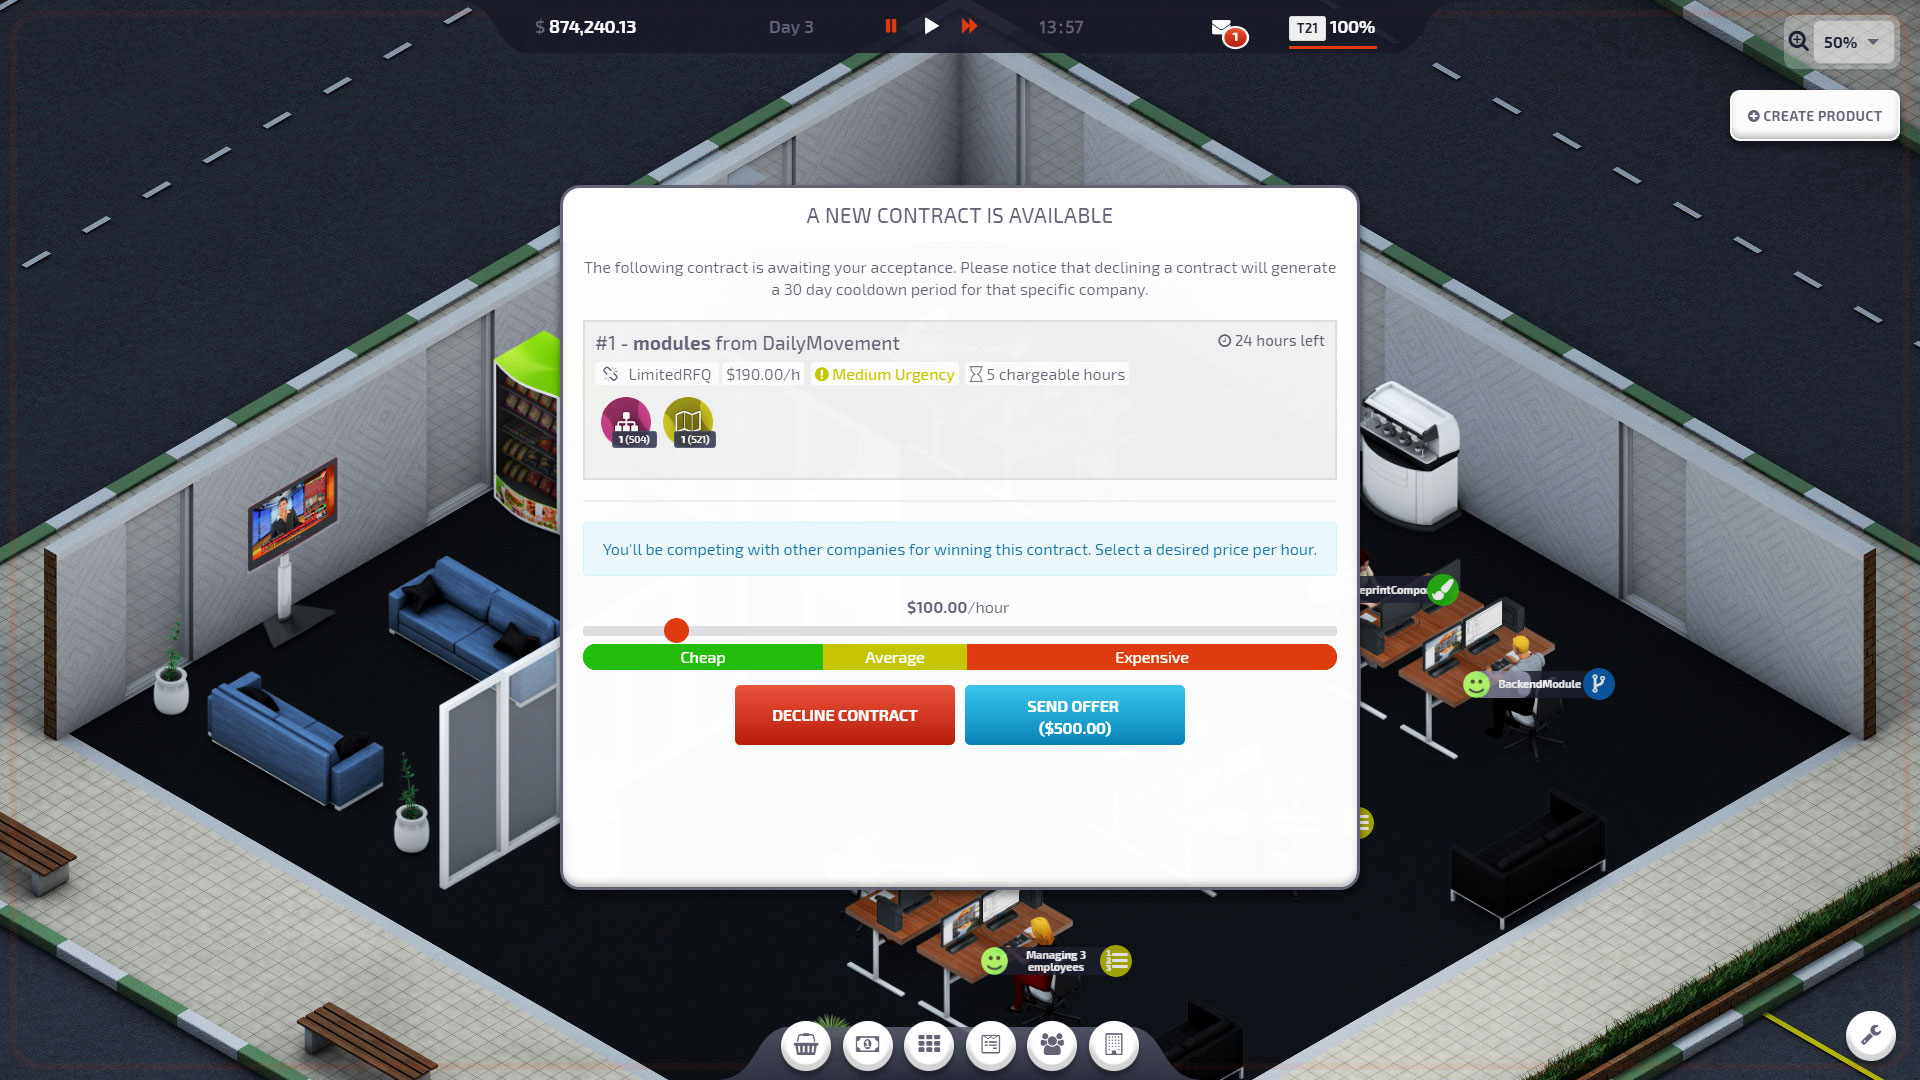 $ 874,240.13
Day 3
13:57
1
T21 100%
50%
CREATE PRODUCT
A NEW CONTRACT IS AVAILABLE
The following contract is awaiting your acceptance. Please notice that declining a contract will generate
a 30 day cooldown period for that specific company.
#1 - modules from DailyMovement
24 hours left
LimitedRFQ
$190.00/h
Medium Urgency
5 chargeable hours
1 (504)
1 (521)
You'll be competing with other companies for winning this contract. Select a desired price per hour.
$100.00/hour
Cheap
Average
Expensive
DECLINE CONTRACT
SEND OFFER
($500.00)
eprintCompo
BackendModule
Managing 3
employees